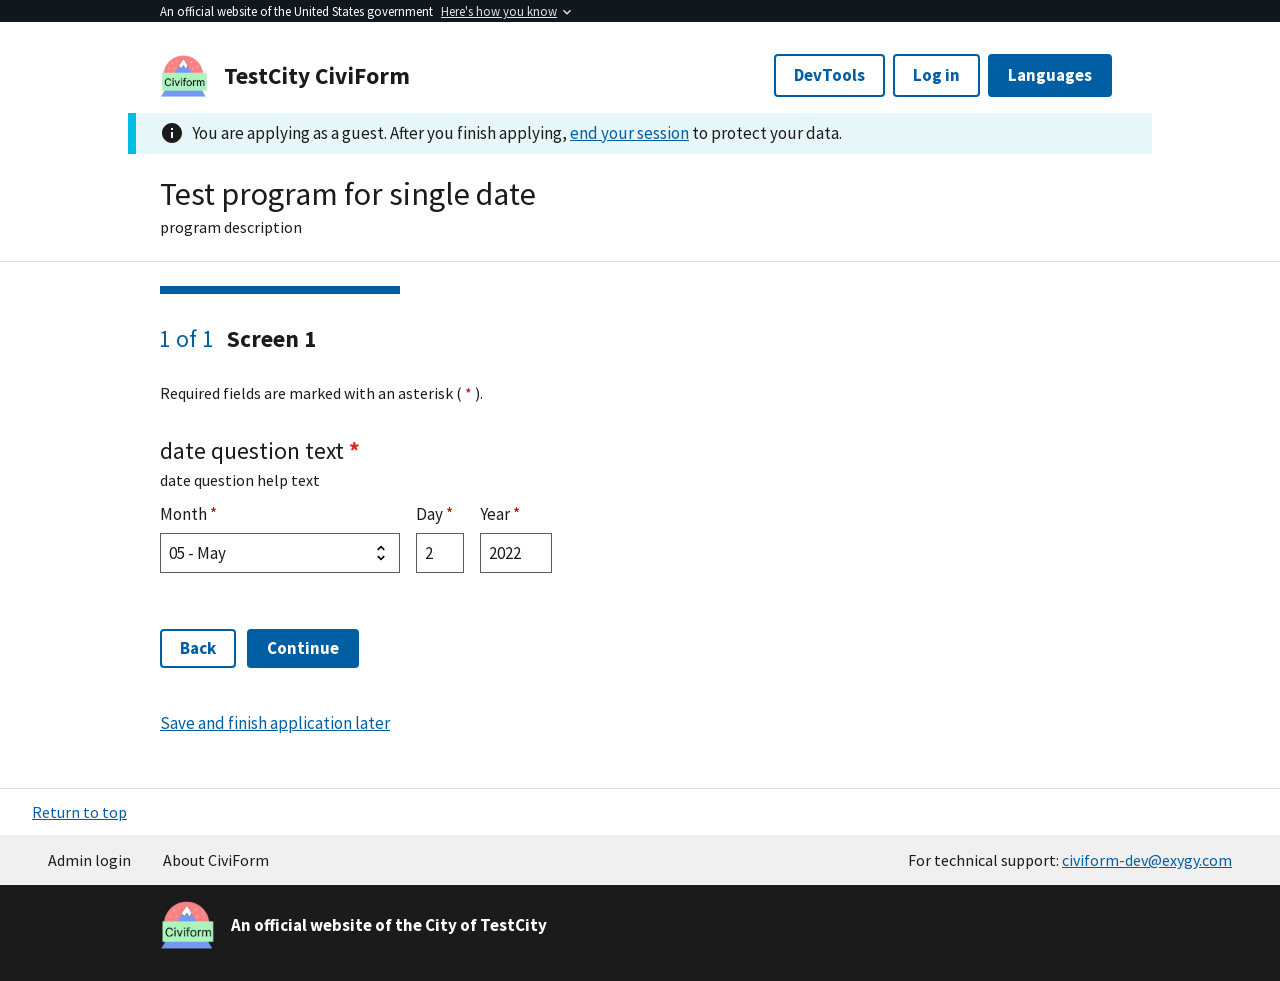 An official website of the United States government Here's how you know
Civiform
TestCity CiviForm
DevTools
Log in
Languages
You are applying as a guest. After you finish applying, end your session to protect your data.
Test program for single date
program description
1 of 1 Screen 1
Required fields are marked with an asterisk ( * ).
date question text *
date question help text
Month * Day * Year *
05 - May 2 2022
Back Continue
Save and finish application later
Return to top
Admin login About CiviForm For technical support: civiform-dev@exygy.com
Civiform
An official website of the City of TestCity